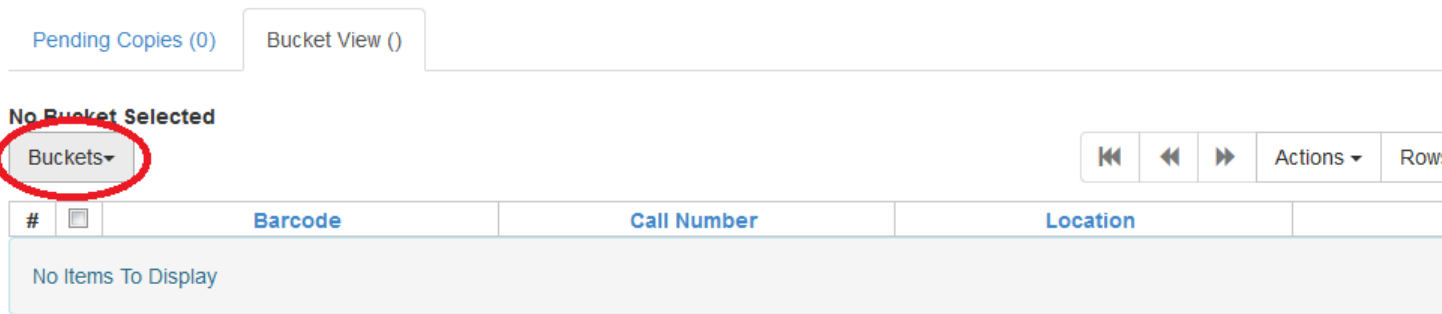 Pending Copies (0) Bucket View ()
No Bucket Selected
Buckets Actions Rows
# Barcode Call Number Location
No Items To Display